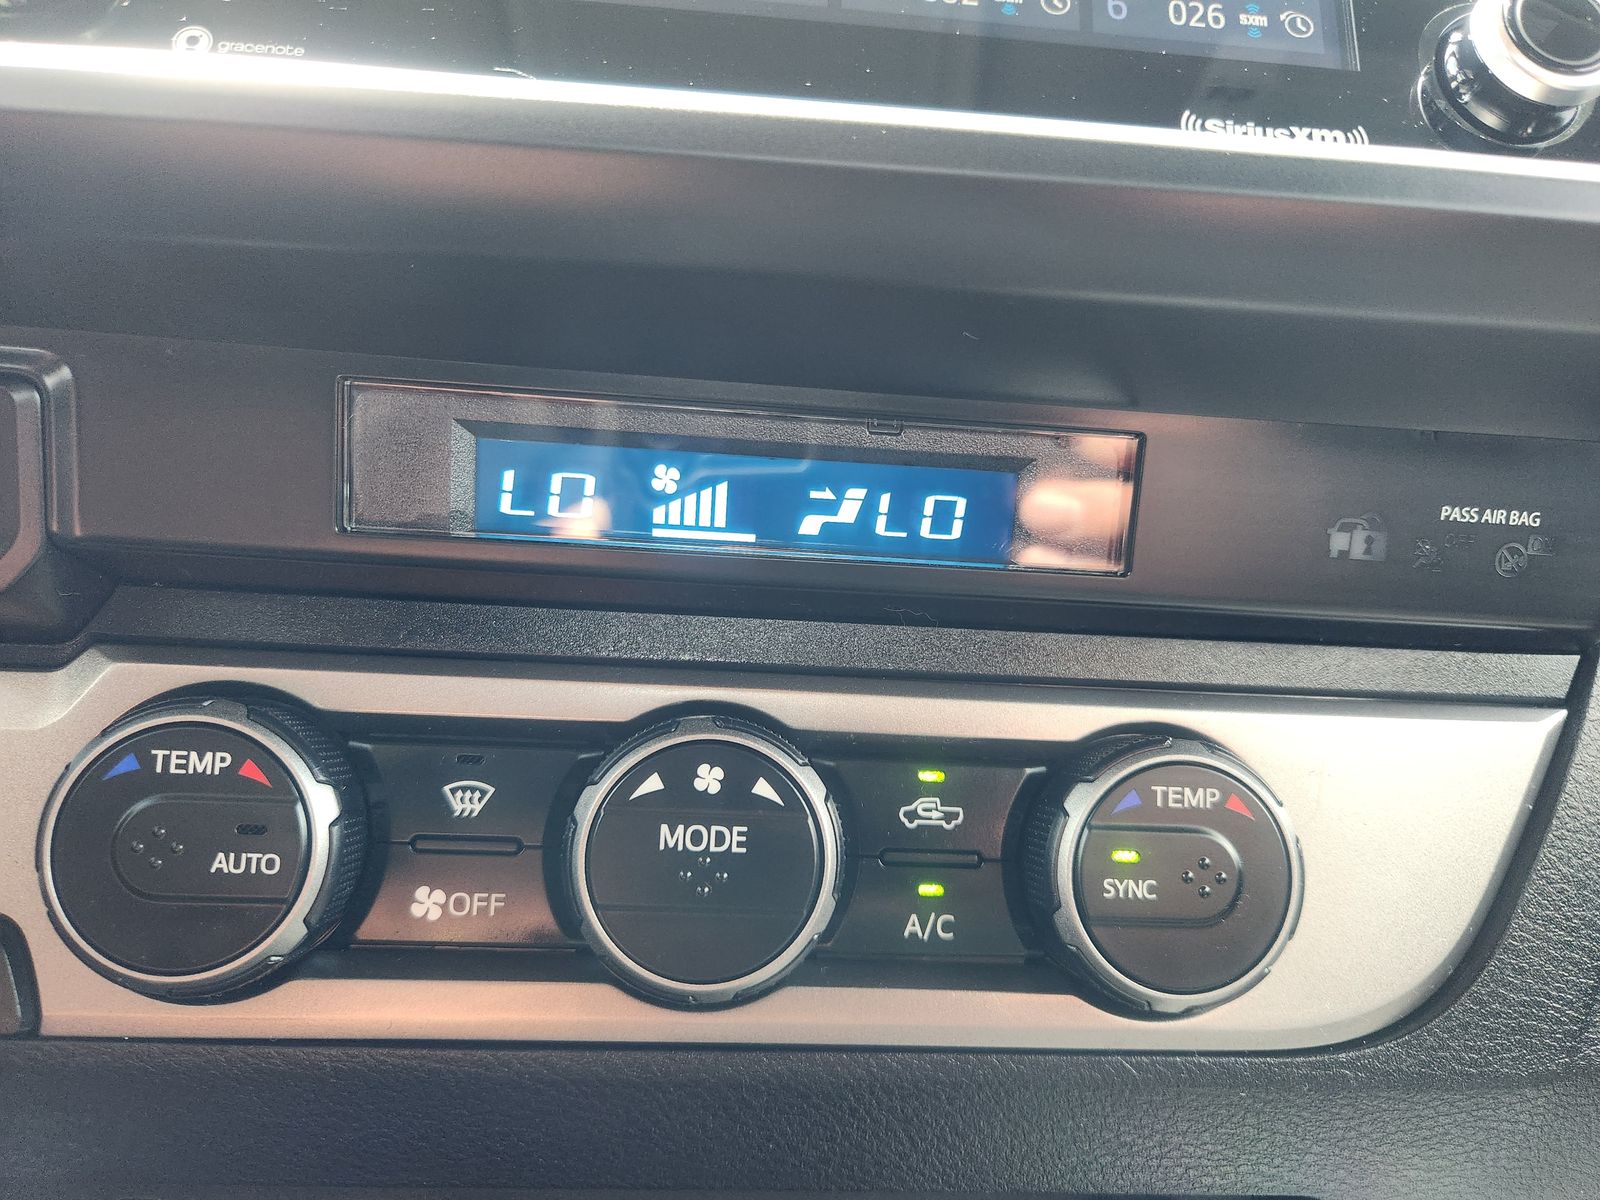 6 026 sxm
gracenote
SiriusXm
PASS AIR BAG
OFF
LO LO
TEMP
AUTO
OFF
MODE
A/C
TEMP
SYNC